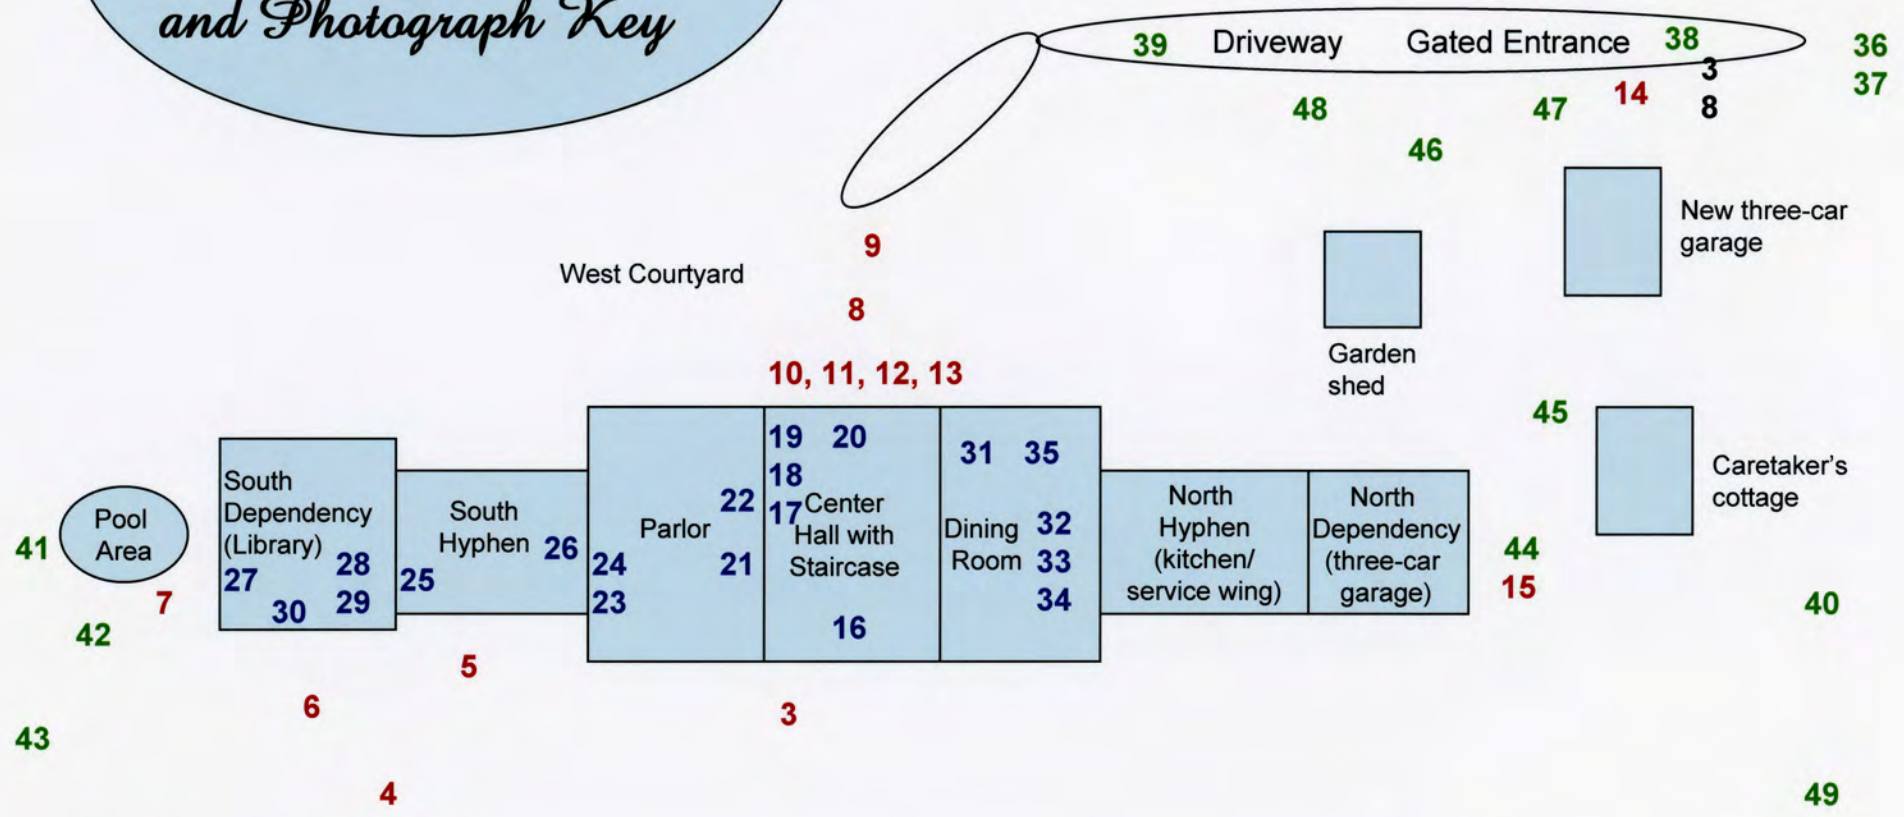 and Photograph Key
39 Driveway Gated Entrance 38
36
37
3
8
14
47
48
46
New three-car
garage
9
West Courtyard
8
Garden
shed
10, 11, 12, 13
45
Caretaker's
cottage
41
Pool
Area
7
42
43
South
Dependency
(Library)
27
28
29
30
South
Hyphen
25
26
Parlor
22
21
24
23
19 20
18
17
Center
Hall with
Staircase
16
31 35
Dining
Room
32
33
34
North
Hyphen
(kitchen/
service wing)
North
Dependency
(three-car
garage)
44
15
40
5
6
3
4
49